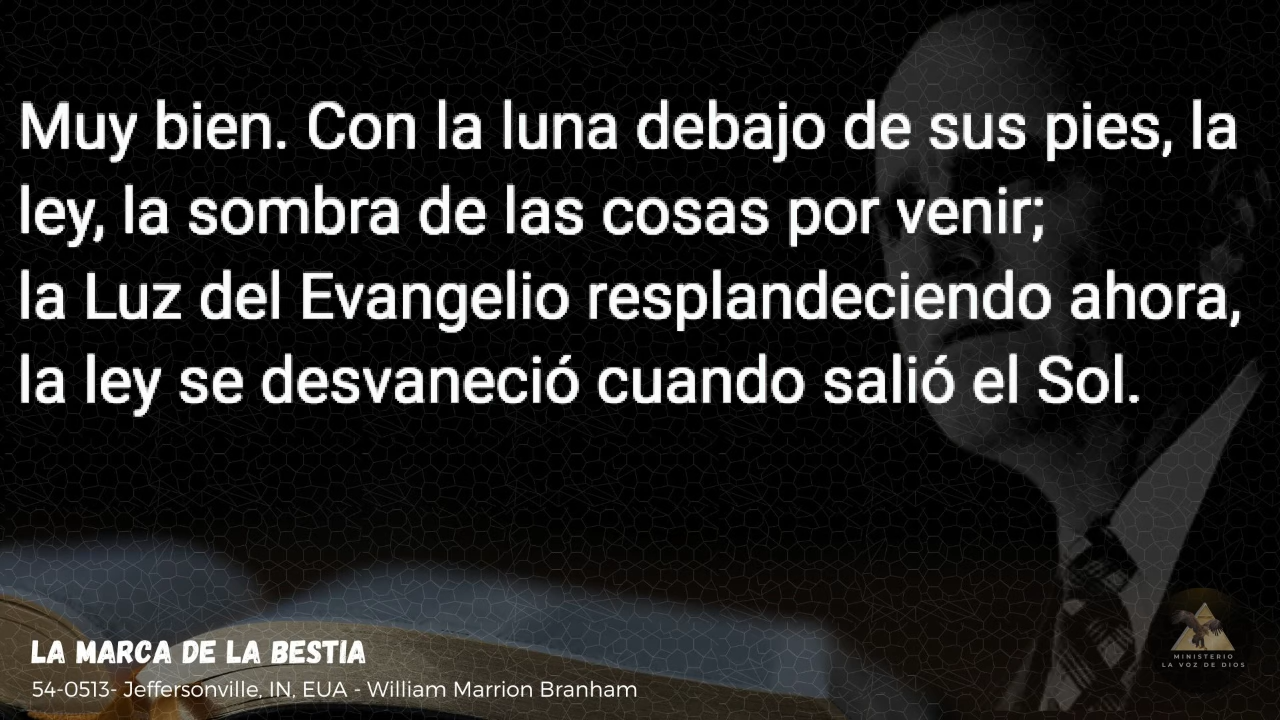 Muy bien. Con la luna debajo de sus pies, la
ley, la sombra de las cosas por venir;
la Luz del Evangelio resplandeciendo ahora,
la ley se desvaneció cuando salió el Sol.
LA MARCA DE LA BESTIA
54-0513- Jeffersonville, IN, EUA - William Marrion Branham
MINISTERIO
LA VOZ DE DIOS